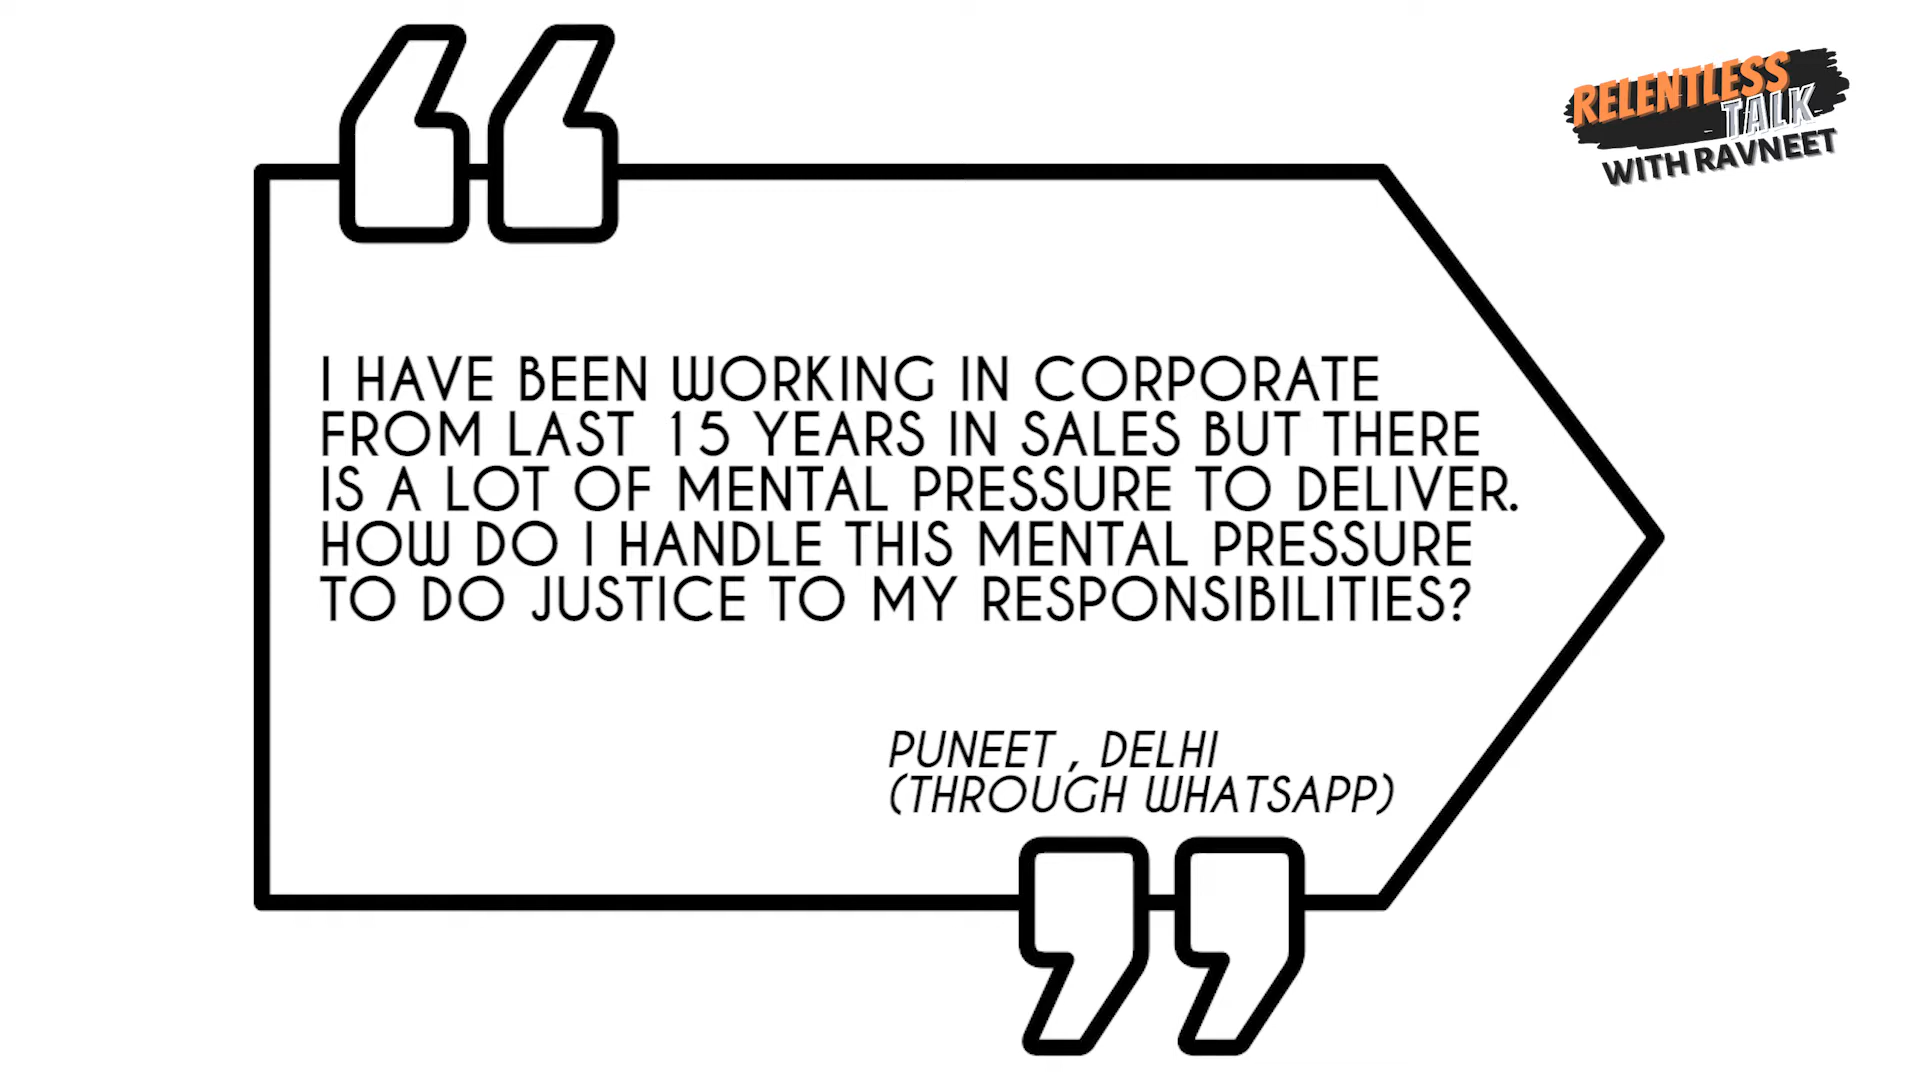 RELENTLESS
TALK
WITH RAVNEET
I HAVE BEEN WORKING IN CORPORATE
FROM LAST 15 YEARS IN SALES BUT THERE
IS A LOT OF MENTAL PRESSURE TO DELIVER.
HOW DO I HANDLE THIS MENTAL PRESSURE
TO DO JUSTICE TO MY RESPONSIBILITIES?
PUNEET , DELHI
(THROUGH WHATSAPP)